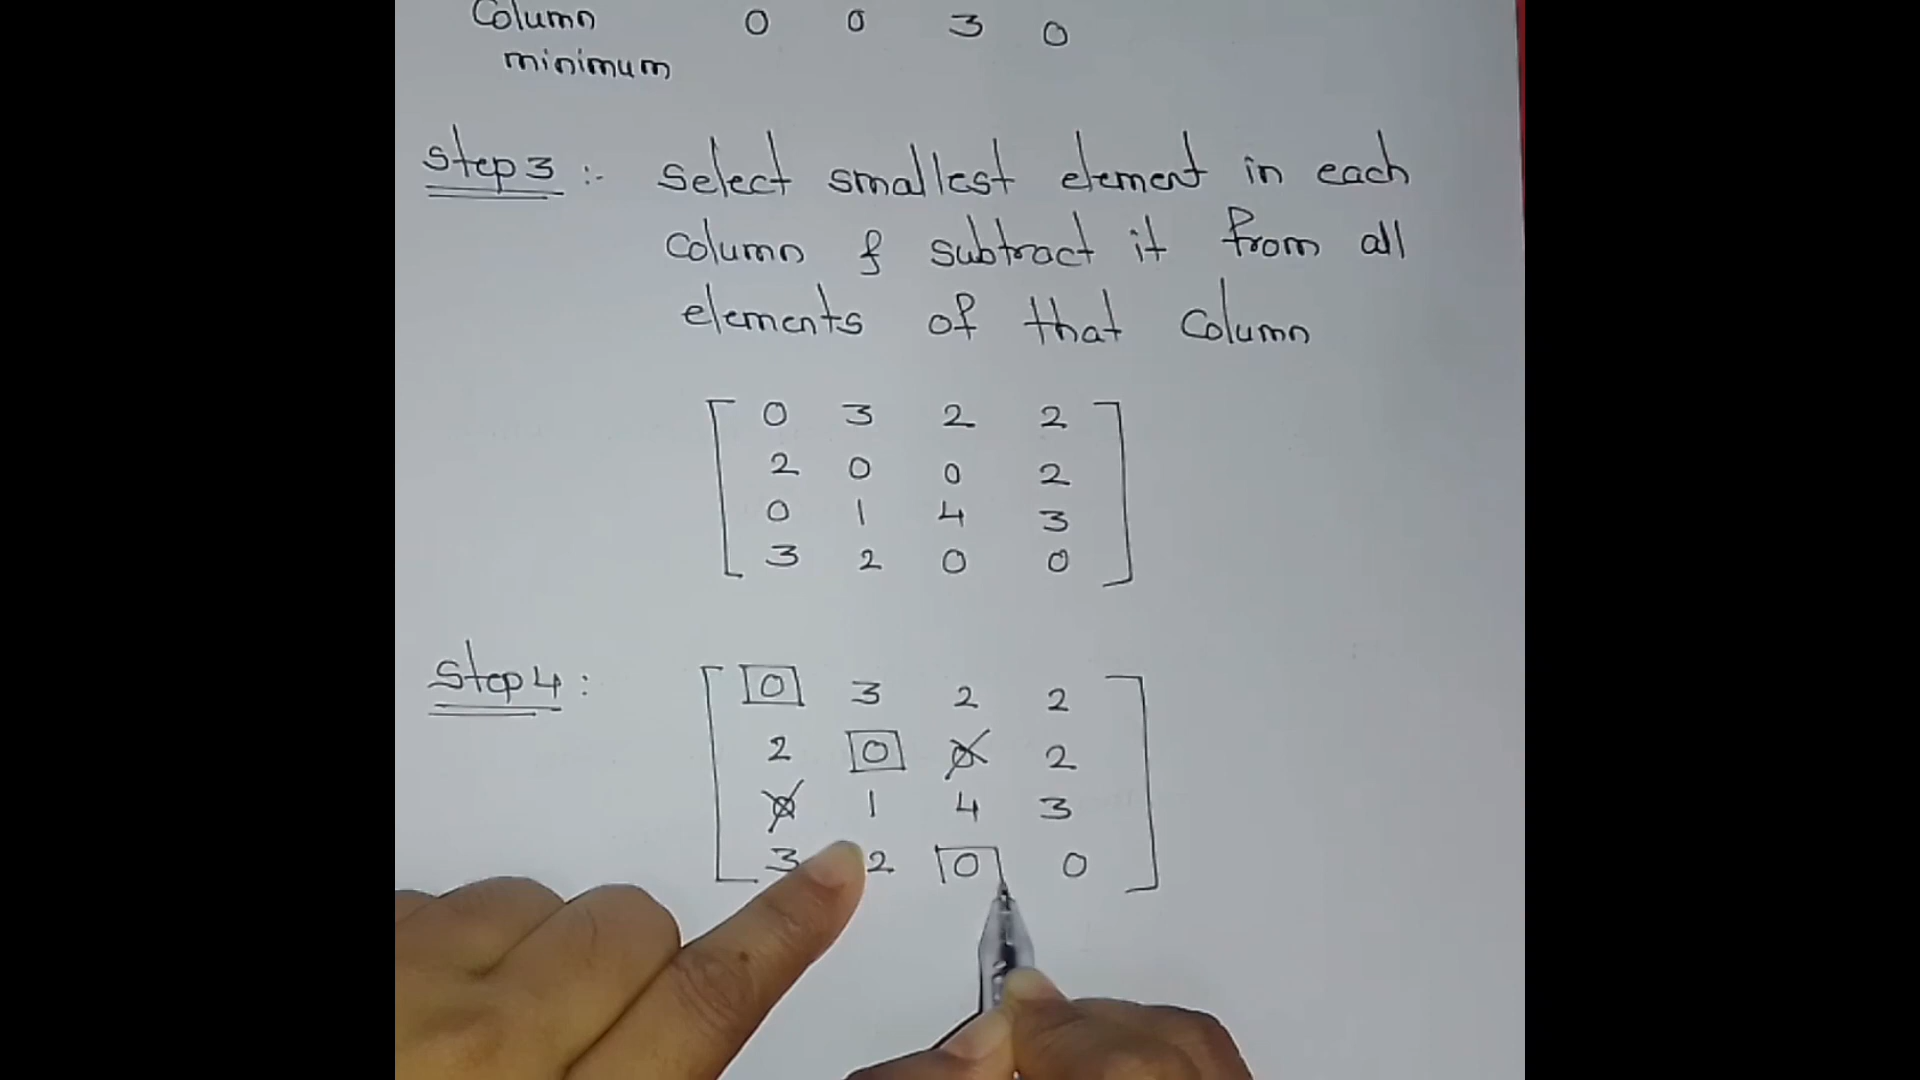 Column 0 0 3 0
minimum
Step 3 :- Select smallest element in each
Column & subtract it from all
elements of that Column
0 3 2 2
2 0 0 2
0 1 4 3
3 2 0 0
Step 4 : 0 3 2 2
2 0 0 2
0 1 4 3
3 2 0 0